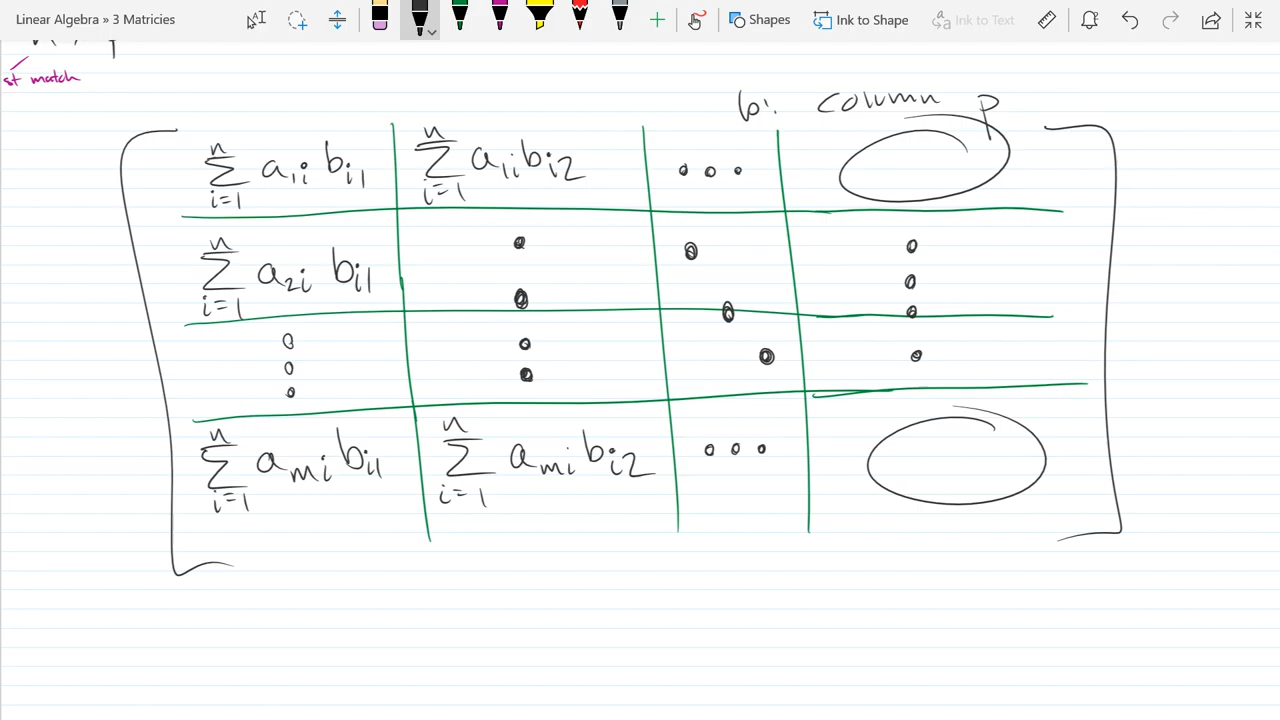 Linear Algebra » 3 Matricies
Shapes
Ink to Shape
Ink to Text
st match
b: column p
n n
∑ a₁ᵢ bᵢ₁ ∑ a₁ᵢ bᵢ₂ •••
i=1 i=1
n
∑ a₂ᵢ bᵢ₁
i=1
n n
∑ aₘᵢ bᵢ₁ ∑ aₘᵢ bᵢ₂ •••
i=1 i=1